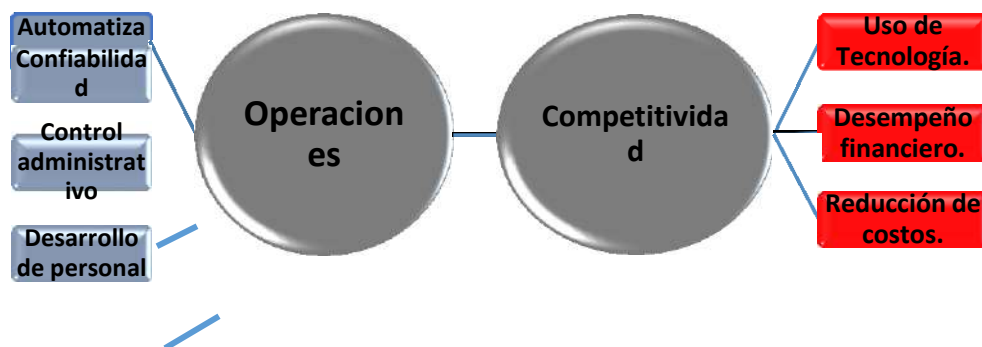 Automatiza
Confiabilida
d
Control
administrat
ivo
Desarrollo
de personal
Operacion
es
Competitivida
d
Uso de
Tecnología.
Desempeño
financiero.
Reducción de
costos.